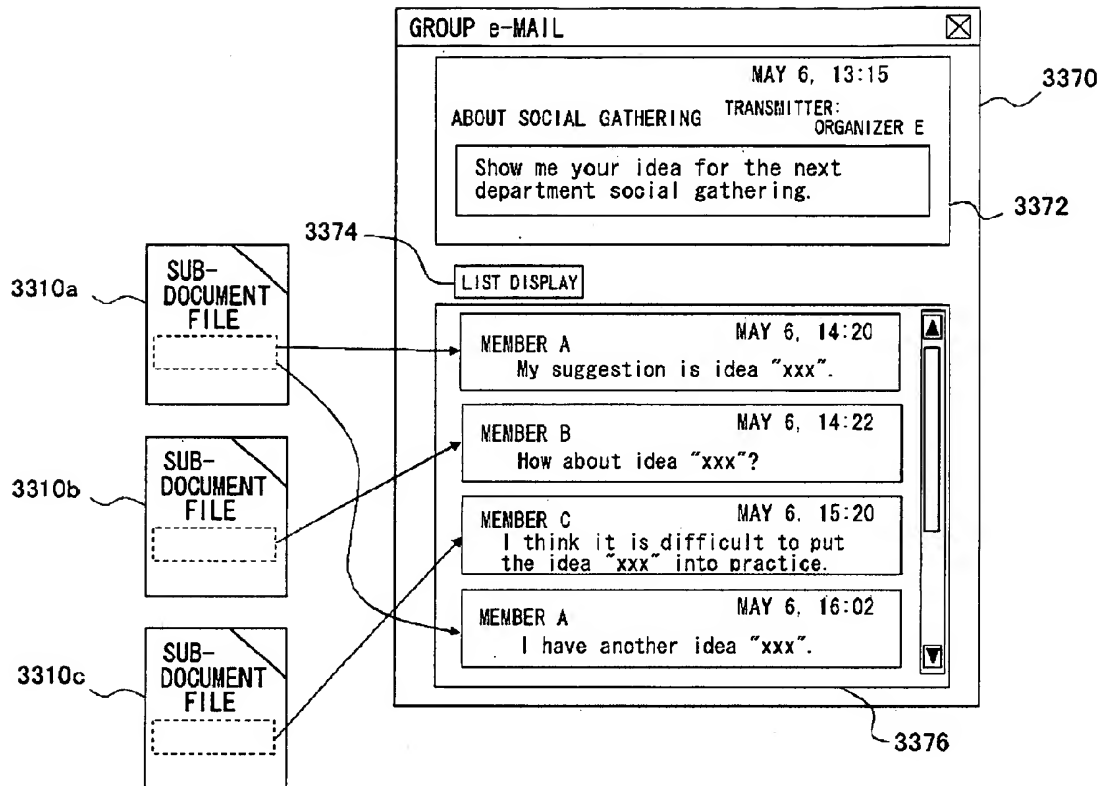 GROUP e-MAIL
MAY 6, 13:15
3370
ABOUT SOCIAL GATHERING
TRANSMITTER:
ORGANIZER E
Show me your idea for the next
department social gathering.
3372
3374
LIST DISPLAY
3310a
SUB-
DOCUMENT
FILE
MEMBER A
MAY 6, 14:20
My suggestion is idea "xxx".
3310b
SUB-
DOCUMENT
FILE
MEMBER B
MAY 6, 14:22
How about idea "xxx"?
MEMBER C
MAY 6. 15:20
I think it is difficult to put
the idea "xxx" into practice.
3310c
SUB-
DOCUMENT
FILE
MEMBER A
MAY 6, 16:02
I have another idea "xxx".
3376